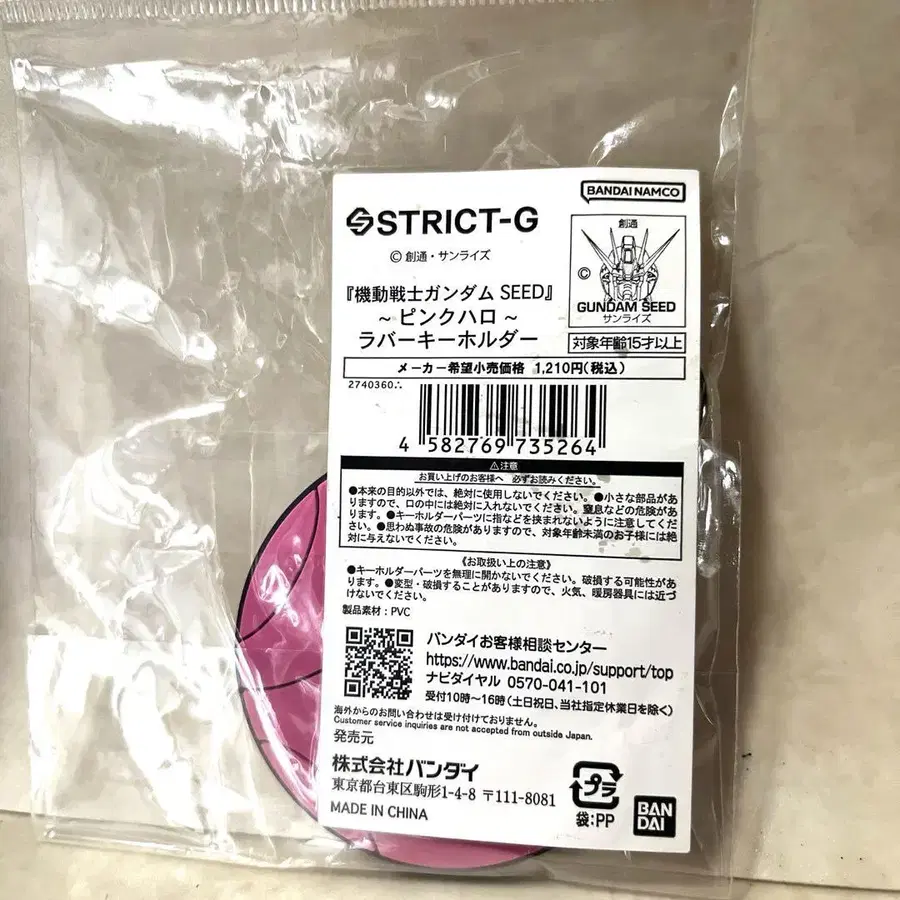 BANDAI NAMCO
STRICT-G
© 創通・サンライズ
創通
©
GUNDAM SEED
サンライズ
『機動戦士ガンダム SEED』
~ ピンクハロ ~
ラバーキーホルダー
対象年齢15才以上
メーカー希望小売価格 1,210円(税込)
2740360∴
4 582769 735264
⚠注意
お買い上げのお客様へ 必ずお読みください。
●本来の目的以外では、絶対に使用しないでください。●小さな部品があ
りますので、口の中には絶対に入れないでください。窒息などの危険があ
ります。●キーホルダーパーツに指などを挟まれないように注意してくだ
さい。●思わぬ事故の危険がありますので、対象年齢未満のお子様には絶
対に与えないでください。
《お取扱い上の注意》
●キーホルダーパーツを無理に開かないでください。破損する可能性があ
ります。●変型・破損することがありますので、火気、暖房器具には近づ
けないでください。
製品素材：PVC
バンダイお客様相談センター
https://www.bandai.co.jp/support/top
ナビダイヤル 0570-041-101
受付10時～16時(土日祝日、当社指定休業日を除く)
海外からのお問い合わせは受け付けておりません。
Customer service inquiries are not accepted from outside Japan.
発売元
株式会社バンダイ
東京都台東区駒形1-4-8 〒111-8081
MADE IN CHINA
プラ
袋:PP
BAN
DAI